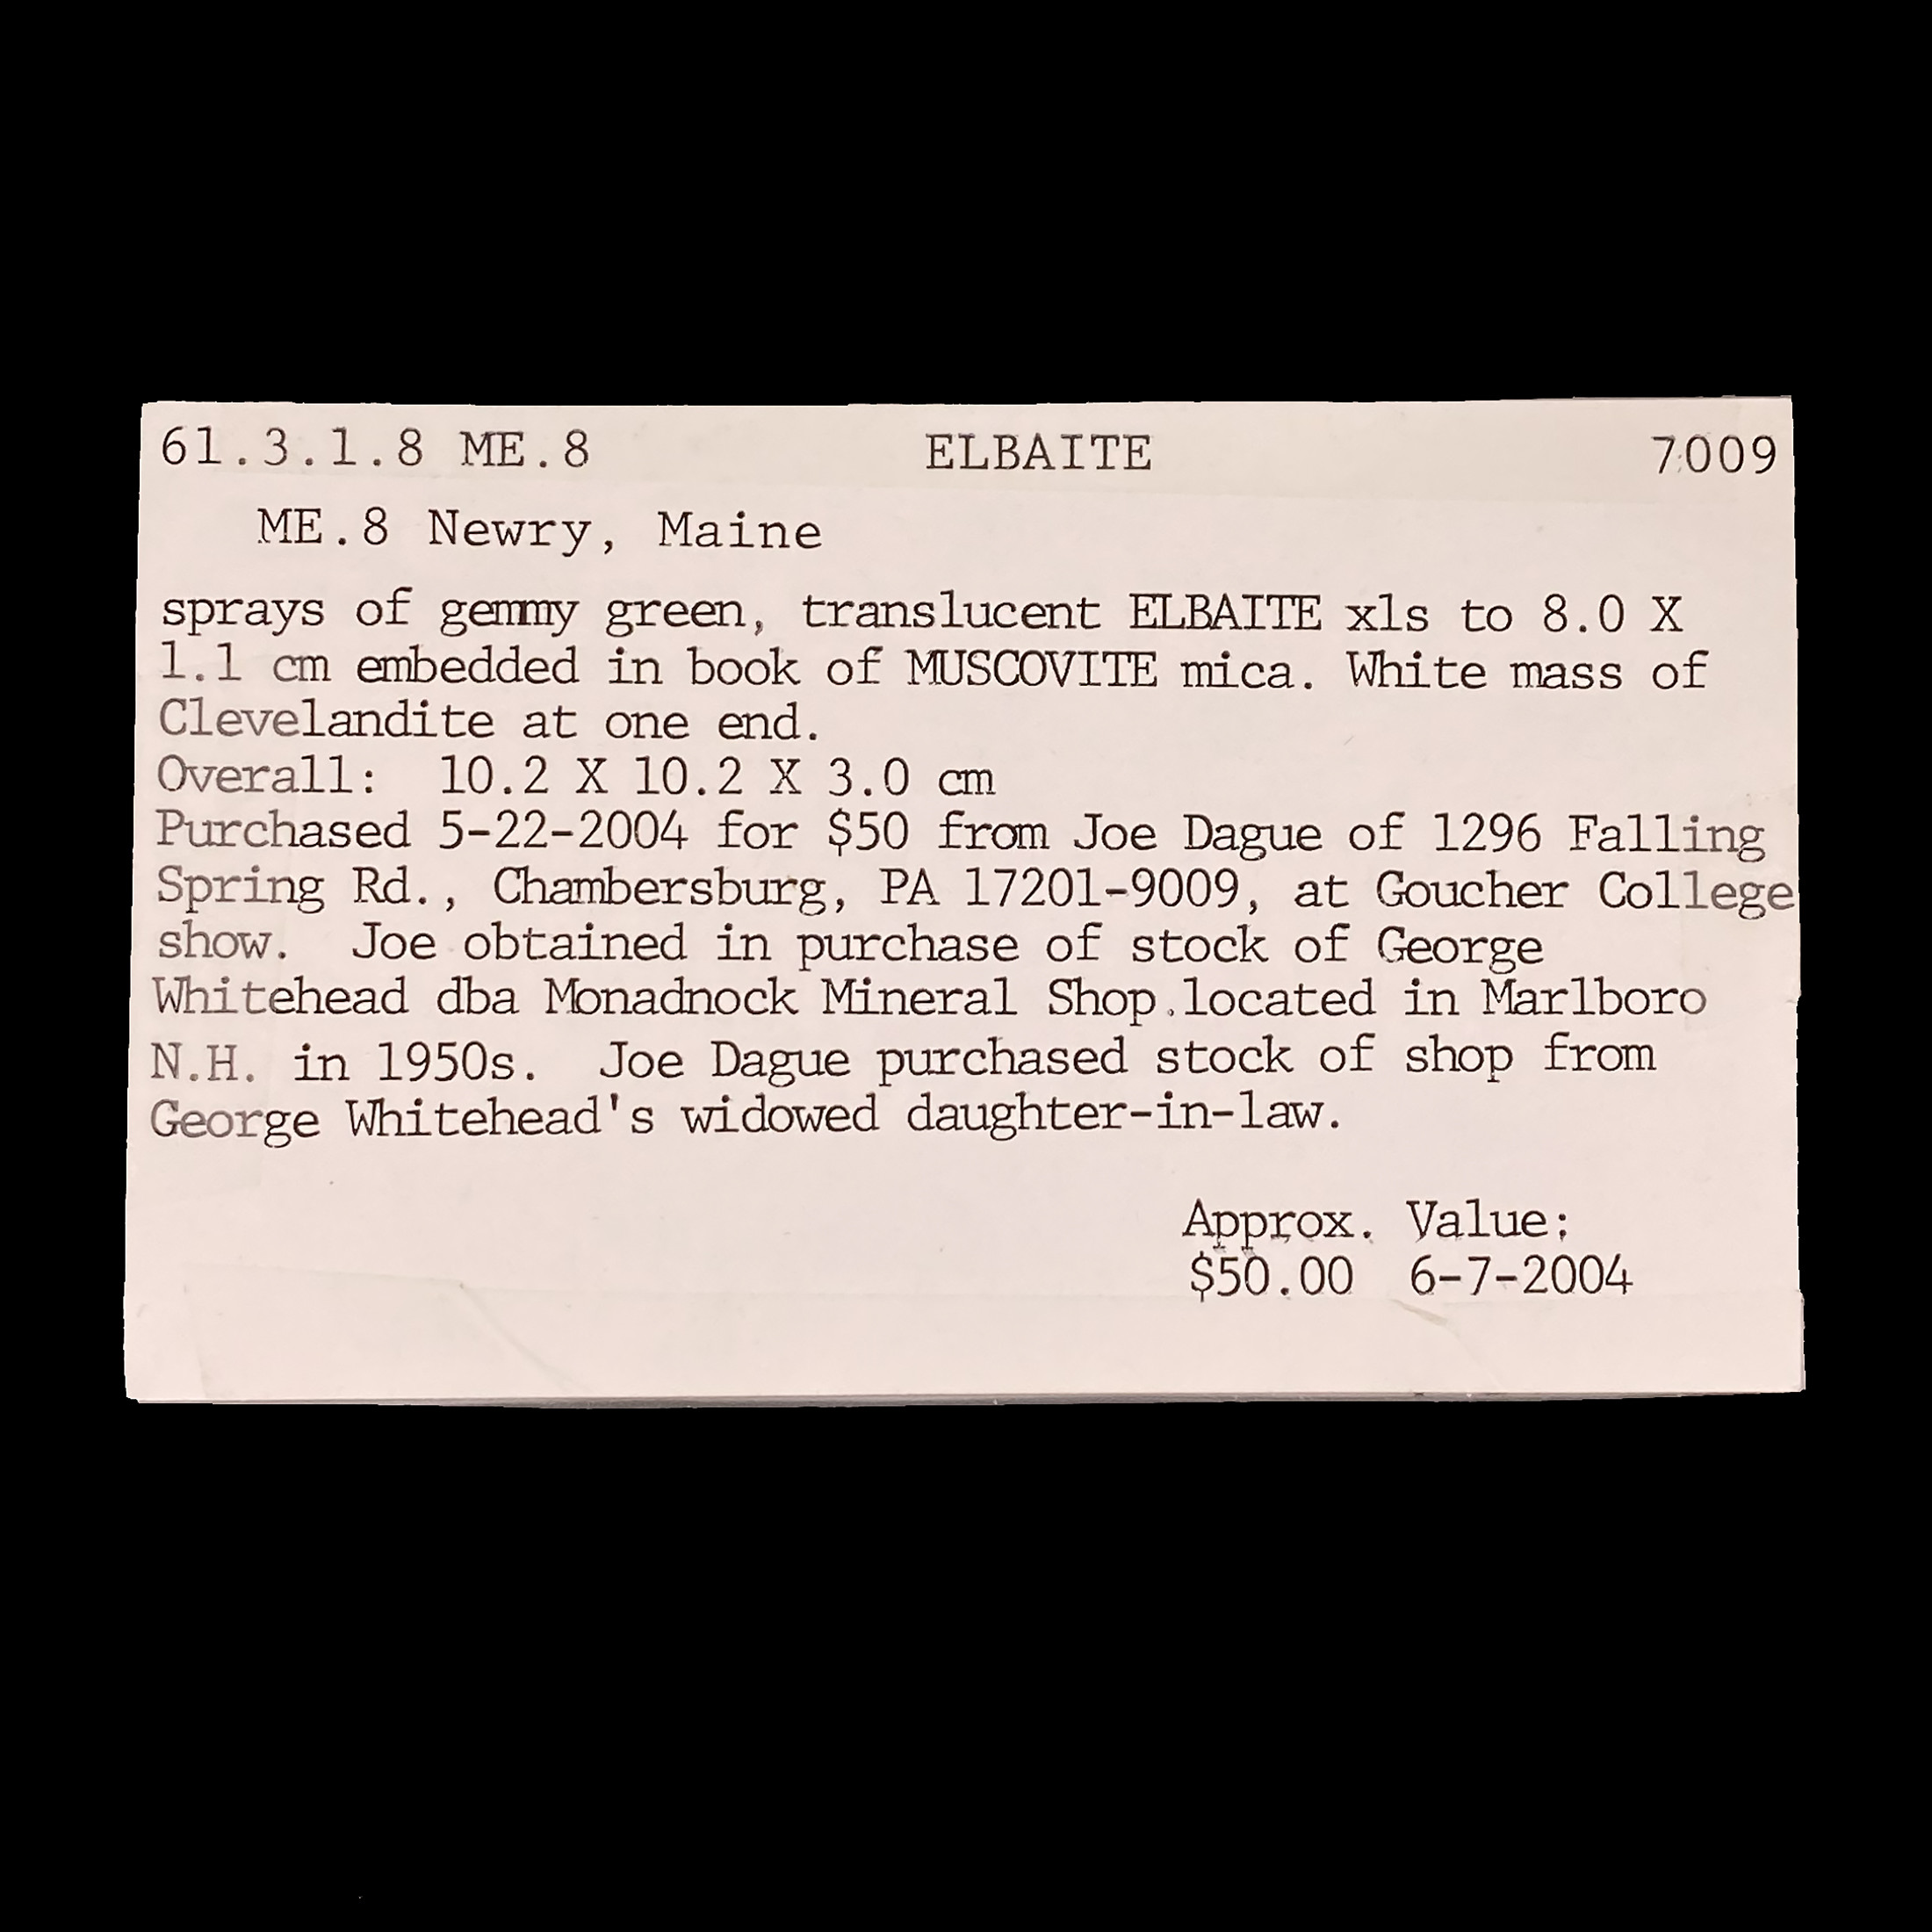 61.3.1.8 ME.8 ELBAITE 7009
ME.8 Newry, Maine
sprays of gemmy green, translucent ELBAITE xls to 8.0 X
1.1 cm embedded in book of MUSCOVITE mica. White mass of
Clevelandite at one end.
Overall: 10.2 X 10.2 X 3.0 cm
Purchased 5-22-2004 for $50 from Joe Dague of 1296 Falling
Spring Rd., Chambersburg, PA 17201-9009, at Goucher College
show. Joe obtained in purchase of stock of George
Whitehead dba Monadnock Mineral Shop.located in Marlboro
N.H. in 1950s. Joe Dague purchased stock of shop from
George Whitehead's widowed daughter-in-law.
Approx. Value:
$50.00 6-7-2004